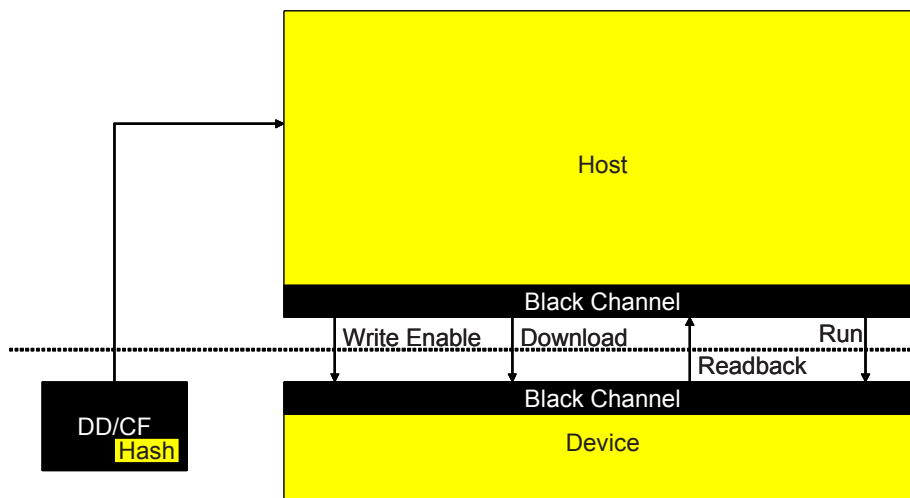 Host
Black Channel
Write Enable
Download
Run
Readback
Black Channel
DD/CF
Hash
Device